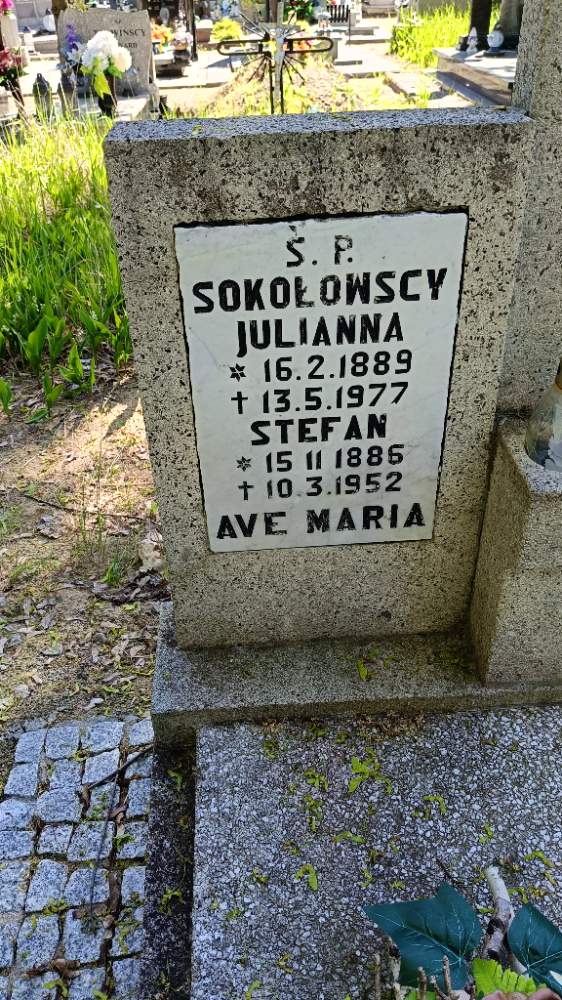 S. P.
SOKOŁOWSCY
JULIANNA
* 16.2.1889
† 13.5.1977
STEFAN
* 15 11 1886
† 10.3.1952
AVE MARIA